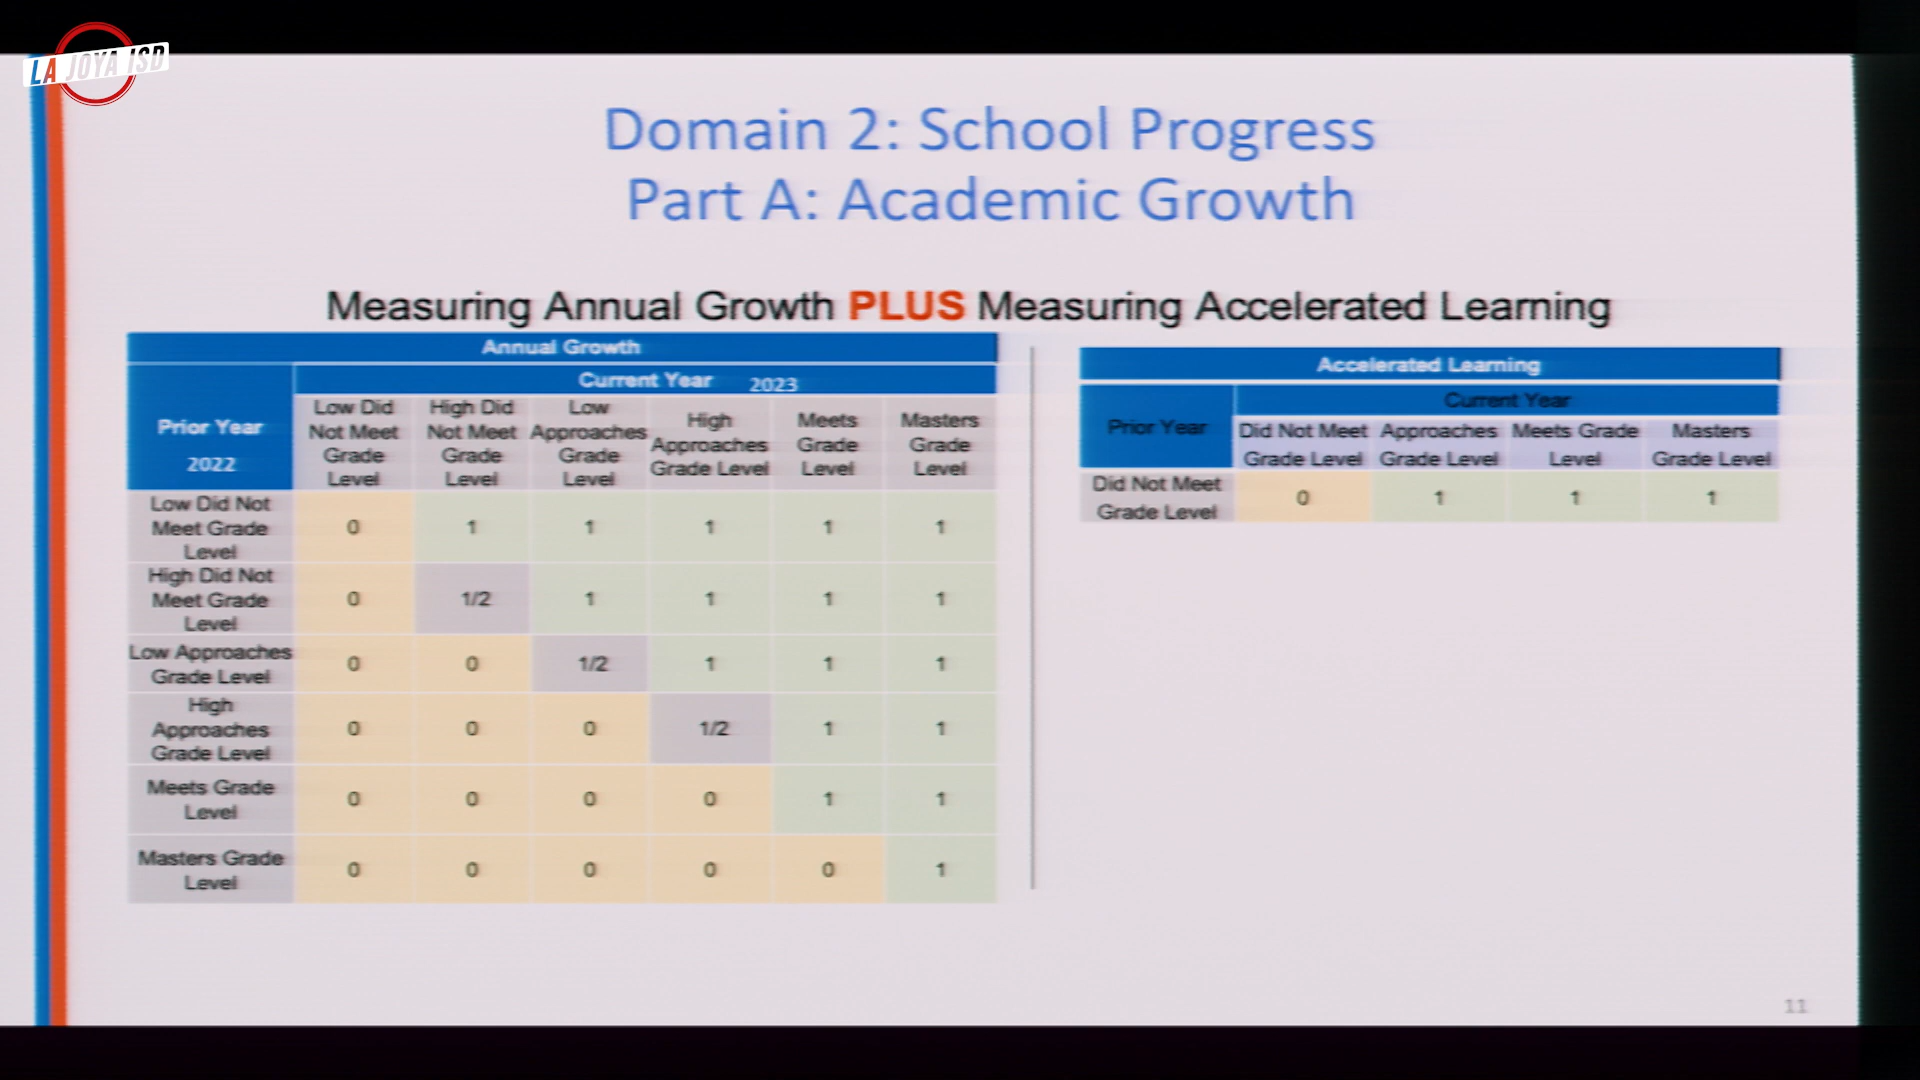 LA JOYA ISD
Domain 2: School Progress
Part A: Academic Growth
Measuring Annual Growth PLUS Measuring Accelerated Learning
Annual Growth
Current Year 2023
Prior Year
2022
Low Did
Not Meet
Grade
Level
High Did
Not Meet
Grade
Level
Low
Approaches
Grade
Level
High
Approaches
Grade Level
Meets
Grade
Level
Masters
Grade
Level
Low Did Not
Meet Grade
Level
0 1 1 1 1 1
High Did Not
Meet Grade
Level
0 1/2 1 1 1 1
Low Approaches
Grade Level
0 0 1/2 1 1 1
High
Approaches
Grade Level
0 0 0 1/2 1 1
Meets Grade
Level
0 0 0 0 1 1
Masters Grade
Level
0 0 0 0 0 1
Accelerated Learning
Current Year
Prior Year
Did Not Meet
Grade Level
Approaches
Grade Level
Meets Grade
Level
Masters
Grade Level
Did Not Meet
Grade Level
0 1 1 1
11